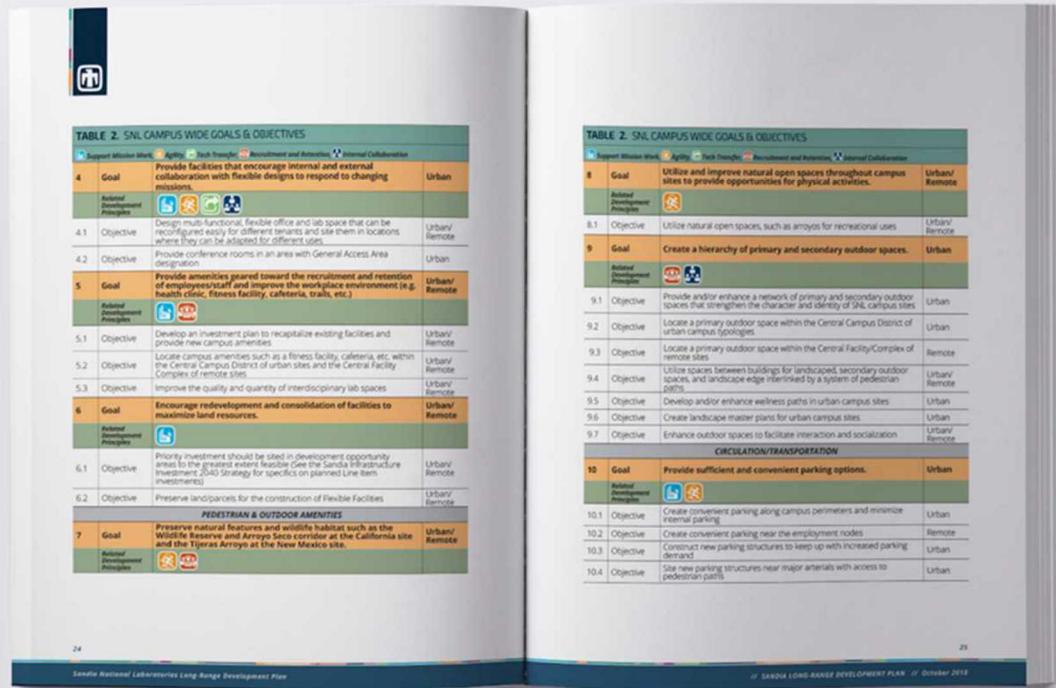 TABLE 2. SNL CAMPUS WIDE GOALS & OBJECTIVES
Support Mission Work, Agility, Tech Transfer, Recruitment and Retention, Internal Collaboration
4 Goal Provide facilities that encourage internal and external
collaboration with flexible designs to respond to changing
missions. Urban
Related
Development
Principles
4.1 Objective Design multi-functional, flexible office and lab space that can be
reconfigured easily for different tenants and site them in locations
where they can be adapted for different uses Urban/
Remote
4.2 Objective Provide conference rooms in an area with General Access Area
designation Urban
5 Goal Provide amenities geared toward the recruitment and retention
of employees/staff and improve the workplace environment (e.g.
health clinic, fitness facility, cafeteria, trails, etc.) Urban/
Remote
Related
Development
Principles
5.1 Objective Develop an investment plan to recapitalize existing facilities and
provide new campus amenities Urban/
Remote
5.2 Objective Locate campus amenities such as a fitness facility, cafeteria, etc. within
the Central Campus District of urban sites and the Central Facility
Complex of remote sites Urban/
Remote
5.3 Objective Improve the quality and quantity of interdisciplinary lab spaces Urban/
Remote
6 Goal Encourage redevelopment and consolidation of facilities to
maximize land resources. Urban/
Remote
Related
Development
Principles
6.1 Objective Priority investment should be sited in development opportunity
areas to the greatest extent feasible (See the Sandia Infrastructure
Investment 2040 Strategy for specifics on planned Line Item
investments) Urban/
Remote
6.2 Objective Preserve land/parcels for the construction of Flexible Facilities Urban/
Remote
PEDESTRIAN & OUTDOOR AMENITIES
7 Goal Preserve natural features and wildlife habitat such as the
Wildlife Reserve and Arroyo Seco corridor at the California site
and the Tijeras Arroyo at the New Mexico site. Urban/
Remote
Related
Development
Principles
24
Sandia National Laboratories Long-Range Development Plan
TABLE 2. SNL CAMPUS WIDE GOALS & OBJECTIVES
Support Mission Work, Agility, Tech Transfer, Recruitment and Retention, Internal Collaboration
8 Goal Utilize and improve natural open spaces throughout campus
sites to provide opportunities for physical activities. Urban/
Remote
Related
Development
Principles
8.1 Objective Utilize natural open spaces, such as arroyos for recreational uses Urban/
Remote
9 Goal Create a hierarchy of primary and secondary outdoor spaces. Urban
Related
Development
Principles
9.1 Objective Provide and/or enhance a network of primary and secondary outdoor
spaces that strengthen the character and identity of SNL campus sites Urban
9.2 Objective Locate a primary outdoor space within the Central Campus District of
urban campus typologies Urban
9.3 Objective Locate a primary outdoor space within the Central Facility/Complex of
remote sites Remote
9.4 Objective Utilize spaces between buildings for landscaped, secondary outdoor
spaces, and landscape edge interlinked by a system of pedestrian
paths Urban/
Remote
9.5 Objective Develop and/or enhance wellness paths in urban campus sites Urban
9.6 Objective Create landscape master plans for urban campus sites Urban
9.7 Objective Enhance outdoor spaces to facilitate interaction and socialization Urban/
Remote
CIRCULATION/TRANSPORTATION
10 Goal Provide sufficient and convenient parking options. Urban
Related
Development
Principles
10.1 Objective Create convenient parking along campus perimeters and minimize
internal parking Urban
10.2 Objective Create convenient parking near the employment nodes Remote
10.3 Objective Construct new parking structures to keep up with increased parking
demand Urban
10.4 Objective Site new parking structures near major arterials with access to
pedestrian paths Urban
25
// SANDIA LONG-RANGE DEVELOPMENT PLAN // October 2018